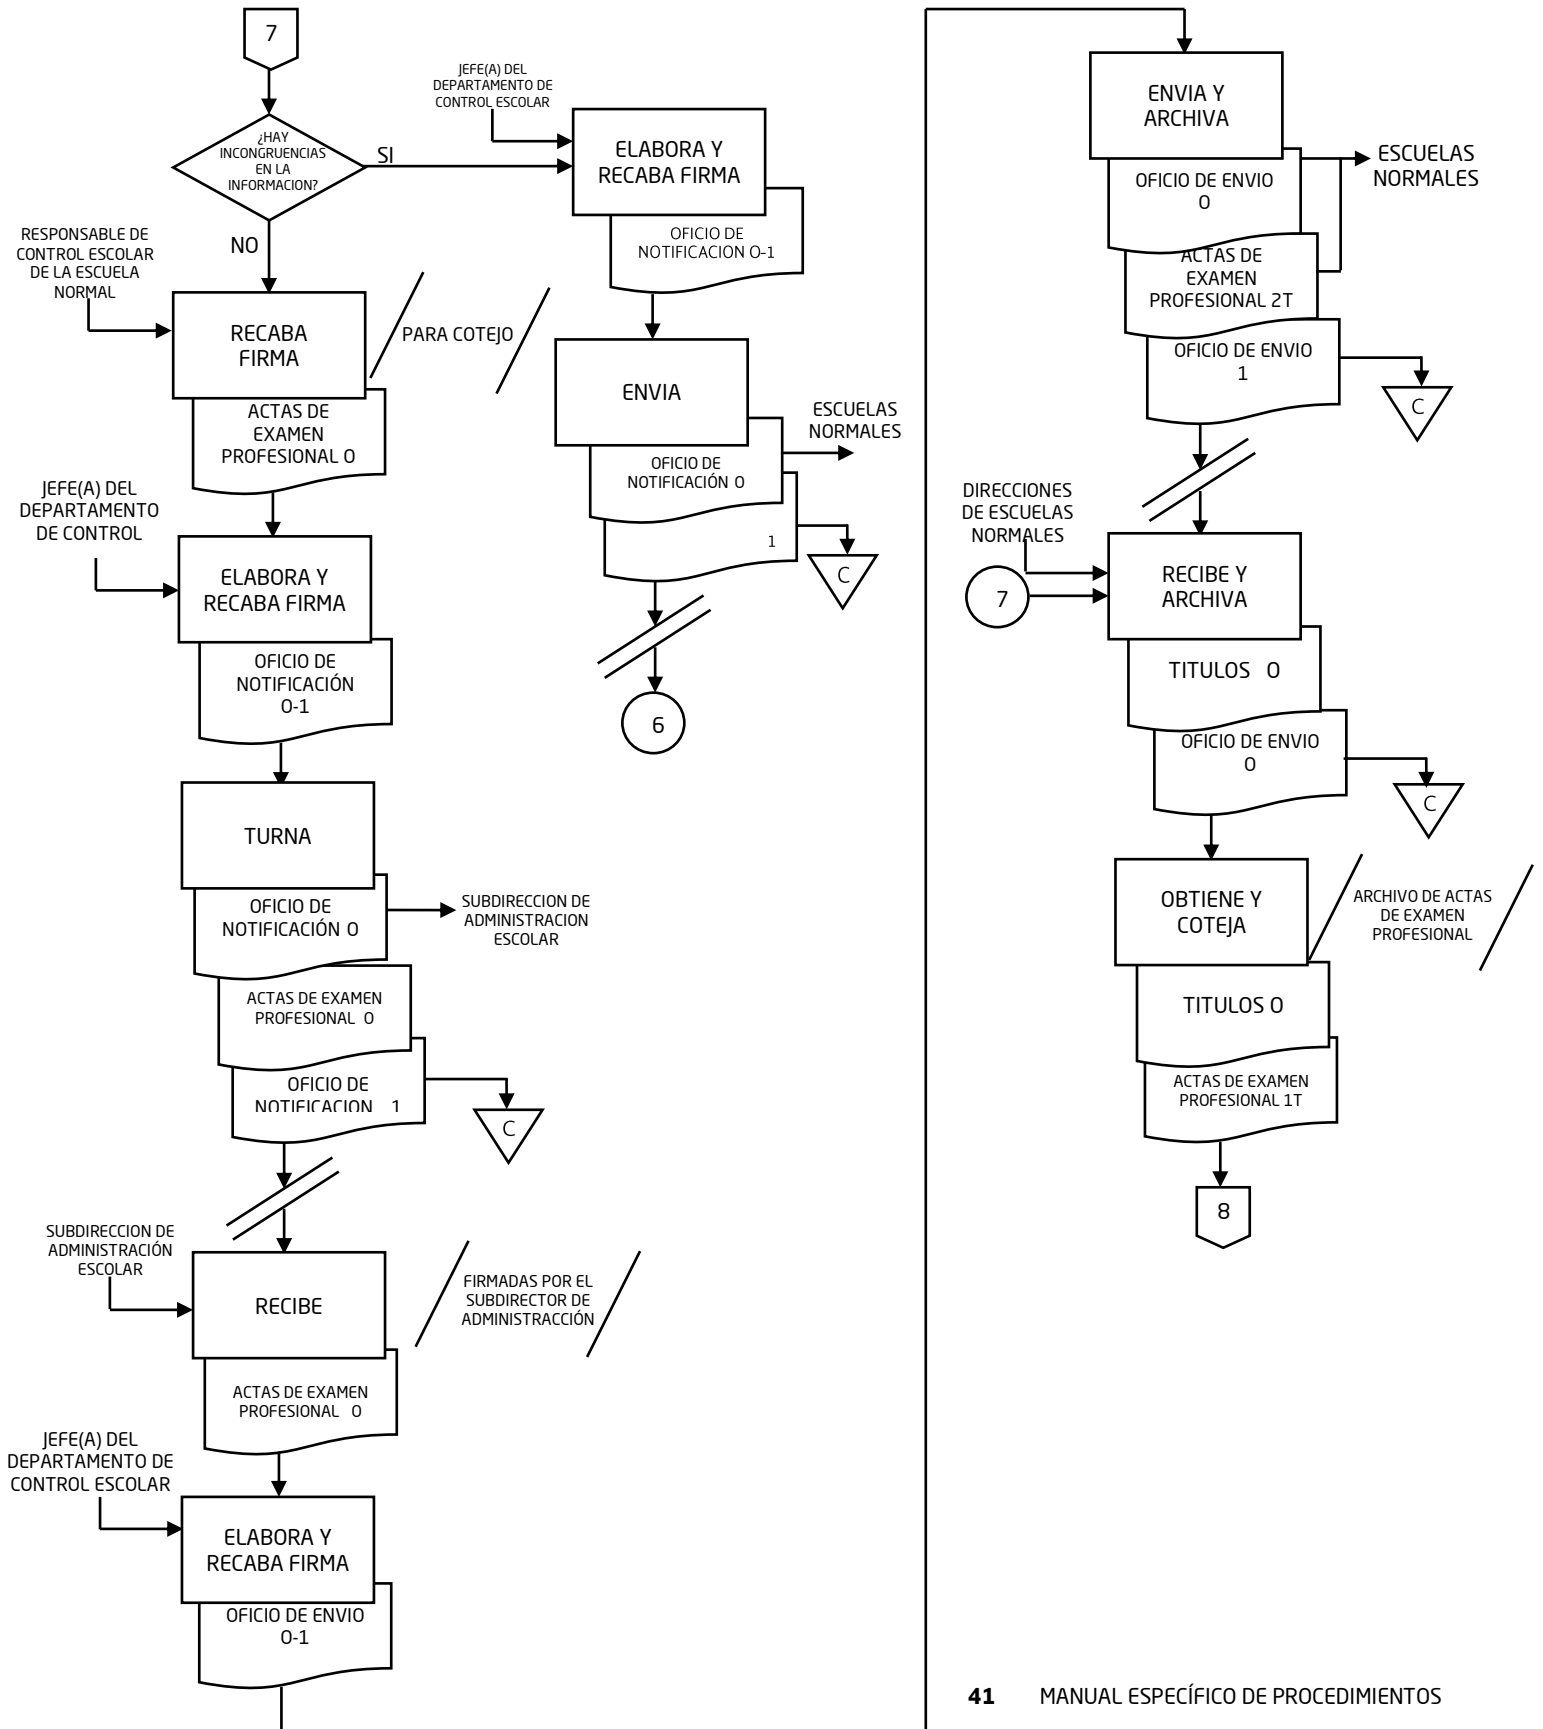 7
¿HAY
INCONGRUENCIAS
EN LA
INFORMACION?
SI
NO
JEFE(A) DEL
DEPARTAMENTO DE
CONTROL ESCOLAR
ELABORA Y
RECABA FIRMA
OFICIO DE
NOTIFICACION O-1
ENVIA
OFICIO DE
NOTIFICACIÓN O
1
ESCUELAS
NORMALES
C
6
RESPONSABLE DE
CONTROL ESCOLAR
DE LA ESCUELA
NORMAL
RECABA
FIRMA
PARA COTEJO
ACTAS DE
EXAMEN
PROFESIONAL O
JEFE(A) DEL
DEPARTAMENTO
DE CONTROL
ELABORA Y
RECABA FIRMA
OFICIO DE
NOTIFICACIÓN
O-1
TURNA
OFICIO DE
NOTIFICACIÓN O
SUBDIRECCION DE
ADMINISTRACION
ESCOLAR
ACTAS DE EXAMEN
PROFESIONAL O
OFICIO DE
NOTIFICACION 1
C
SUBDIRECCION DE
ADMINISTRACIÓN
ESCOLAR
RECIBE
FIRMADAS POR EL
SUBDIRECTOR DE
ADMINISTRACCIÓN
ACTAS DE EXAMEN
PROFESIONAL O
JEFE(A) DEL
DEPARTAMENTO DE
CONTROL ESCOLAR
ELABORA Y
RECABA FIRMA
OFICIO DE ENVIO
O-1
ENVIA Y
ARCHIVA
OFICIO DE ENVIO
O
ESCUELAS
NORMALES
ACTAS DE
EXAMEN
PROFESIONAL 2T
OFICIO DE ENVIO
1
C
DIRECCIONES
DE ESCUELAS
NORMALES
7
RECIBE Y
ARCHIVA
TITULOS O
OFICIO DE ENVIO
O
C
OBTIENE Y
COTEJA
ARCHIVO DE ACTAS
DE EXAMEN
PROFESIONAL
TITULOS O
ACTAS DE EXAMEN
PROFESIONAL 1T
8
41 MANUAL ESPECÍFICO DE PROCEDIMIENTOS